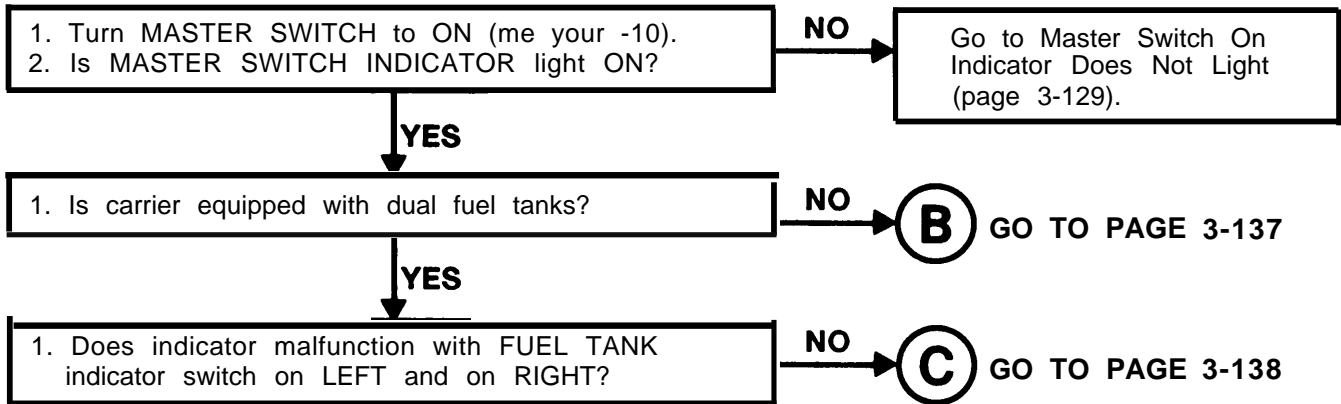 1. Turn MASTER SWITCH to ON (me your -10).
2. Is MASTER SWITCH INDICATOR light ON?
NO
Go to Master Switch On
Indicator Does Not Light
(page 3-129).
YES
1. Is carrier equipped with dual fuel tanks?
NO
B GO TO PAGE 3-137
YES
1. Does indicator malfunction with FUEL TANK
indicator switch on LEFT and on RIGHT?
NO
C GO TO PAGE 3-138